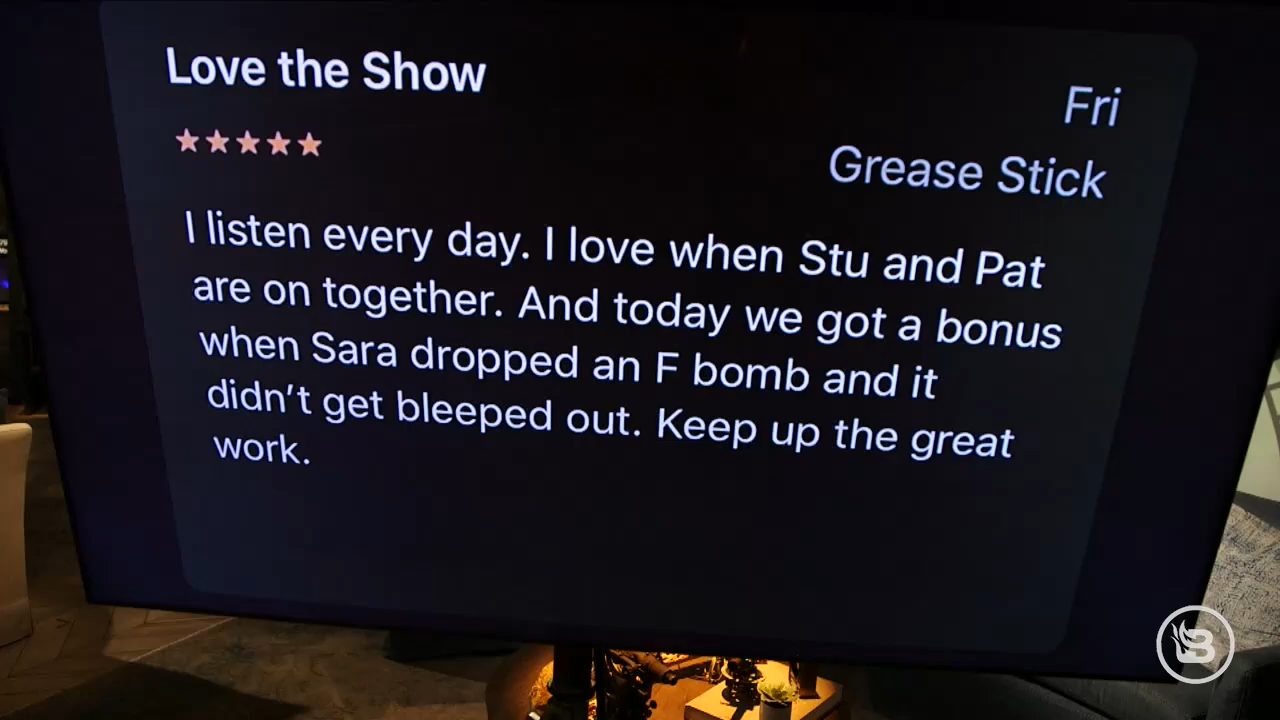 Love the Show
Fri
★★★★★
Grease Stick
I listen every day. I love when Stu and Pat
are on together. And today we got a bonus
when Sara dropped an F bomb and it
didn't get bleeped out. Keep up the great
work.
B